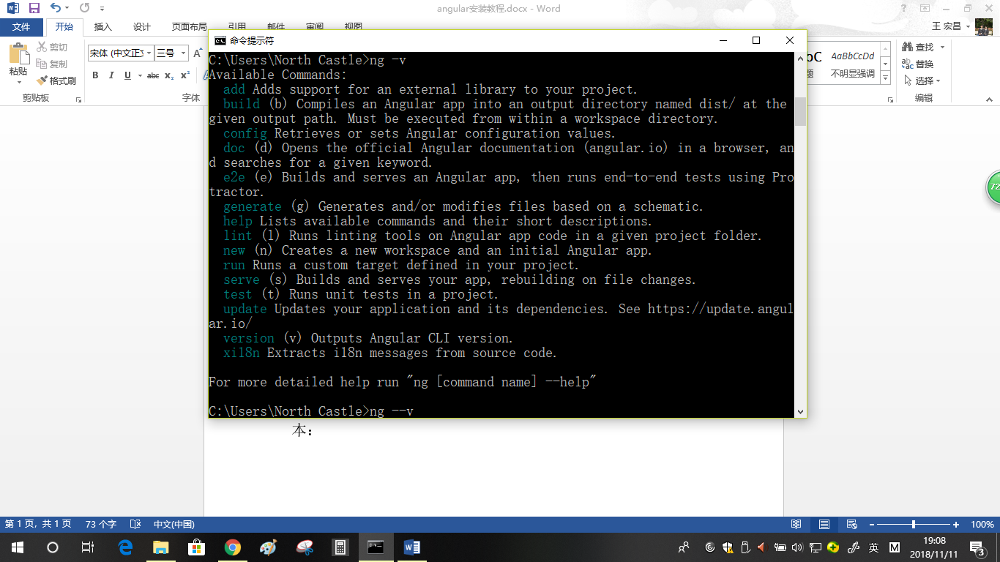 angular安装教程.docx - Word
文件 开始 插入 设计 页面布局 引用 邮件 审阅 视图 王 宏昌
粘贴 剪切
复制
格式刷
剪贴板
宋体 (中文正 三号
B I U abc x₂ x²
字体
AaBbCcDd
不明显强调
查找
替换
选择
编辑
命令提示符
C:\Users\North Castle>ng -v
Available Commands:
add Adds support for an external library to your project.
build (b) Compiles an Angular app into an output directory named dist/ at the
given output path. Must be executed from within a workspace directory.
config Retrieves or sets Angular configuration values.
doc (d) Opens the official Angular documentation (angular.io) in a browser, an
d searches for a given keyword.
e2e (e) Builds and serves an Angular app, then runs end-to-end tests using Pro
tractor.
generate (g) Generates and/or modifies files based on a schematic.
help Lists available commands and their short descriptions.
lint (l) Runs linting tools on Angular app code in a given project folder.
new (n) Creates a new workspace and an initial Angular app.
run Runs a custom target defined in your project.
serve (s) Builds and serves your app, rebuilding on file changes.
test (t) Runs unit tests in a project.
update Updates your application and its dependencies. See https://update.angul
ar.io/
version (v) Outputs Angular CLI version.
xi18n Extracts i18n messages from source code.
For more detailed help run "ng [command name] --help"
C:\Users\North Castle>ng --v
72
本：
第 1 页，共 1 页 73 个字 中文(中国) 100%
英 M 19:08
2018/11/11
3